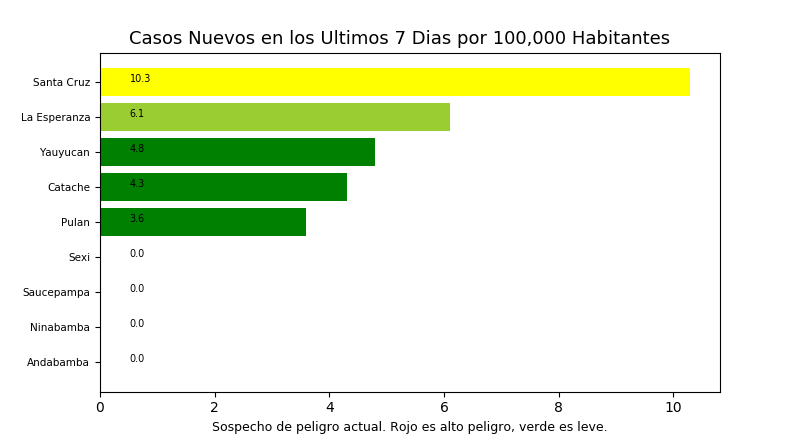 Casos Nuevos en los Ultimos 7 Dias por 100,000 Habitantes
Santa Cruz 10.3
La Esperanza 6.1
Yauyucan 4.8
Catache 4.3
Pulan 3.6
Sexi 0.0
Saucepampa 0.0
Ninabamba 0.0
Andabamba 0.0
0 2 4 6 8 10
Sospecho de peligro actual. Rojo es alto peligro, verde es leve.